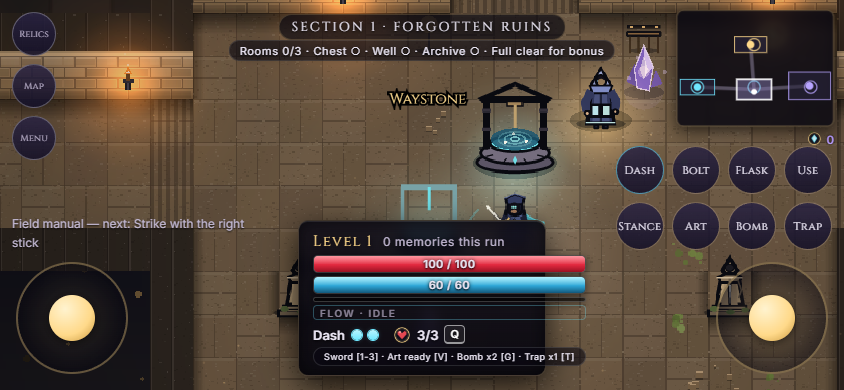 RELICS
MAP
MENU
SECTION 1 · FORGOTTEN RUINS
Rooms 0/3 · Chest O · Well O · Archive O · Full clear for bonus
WAYSTONE
0
DASH
BOLT
FLASK
USE
STANCE
ART
BOMB
TRAP
Field manual — next: Strike with the right
stick
LEVEL 1 0 memories this run
100 / 100
60 / 60
FLOW · IDLE
Dash 3/3 Q
Sword [1-3] · Art ready [V] · Bomb x2 [G] · Trap x1 [T]